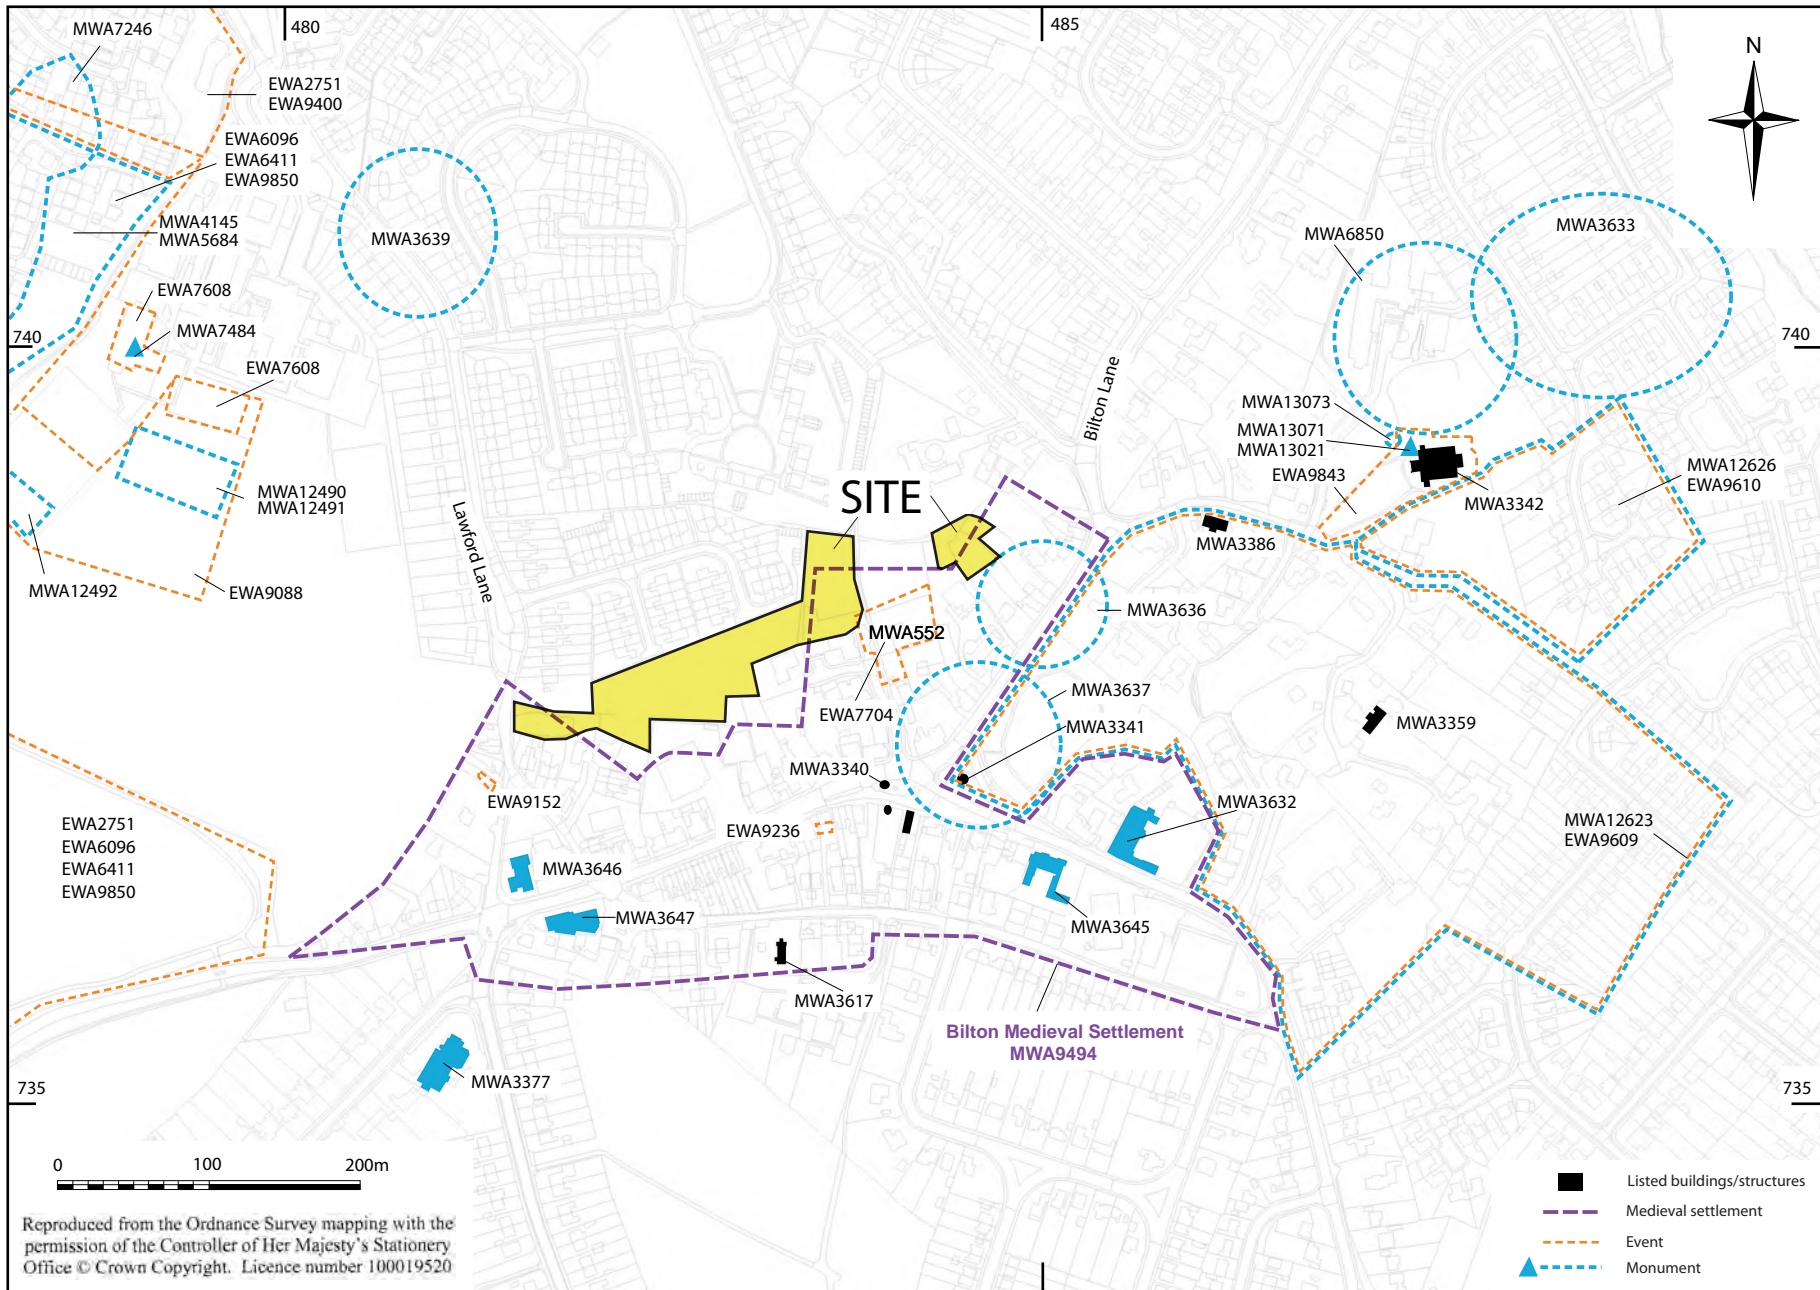 480
485
N
MWA7246
EWA2751
EWA9400
EWA6096
EWA6411
EWA9850
MWA4145
MWA5684
MWA3639
MWA6850
MWA3633
EWA7608
MWA7484
740
740
EWA7608
Bilton Lane
MWA13073
MWA13071
MWA13021
EWA9843
MWA3342
MWA12626
EWA9610
MWA12490
MWA12491
SITE
Lawford Lane
MWA3386
MWA12492
EWA9088
MWA3636
MWA552
EWA7704
MWA3637
MWA3341
MWA3359
MWA3340
EWA9152
EWA9236
MWA3632
MWA12623
EWA9609
EWA2751
EWA6096
EWA6411
EWA9850
MWA3646
MWA3647
MWA3645
MWA3617
Bilton Medieval Settlement
MWA9494
MWA3377
735
735
0 100 200m
Reproduced from the Ordnance Survey mapping with the
permission of the Controller of Her Majesty's Stationery
Office © Crown Copyright. Licence number 100019520
Listed buildings/structures
Medieval settlement
Event
Monument